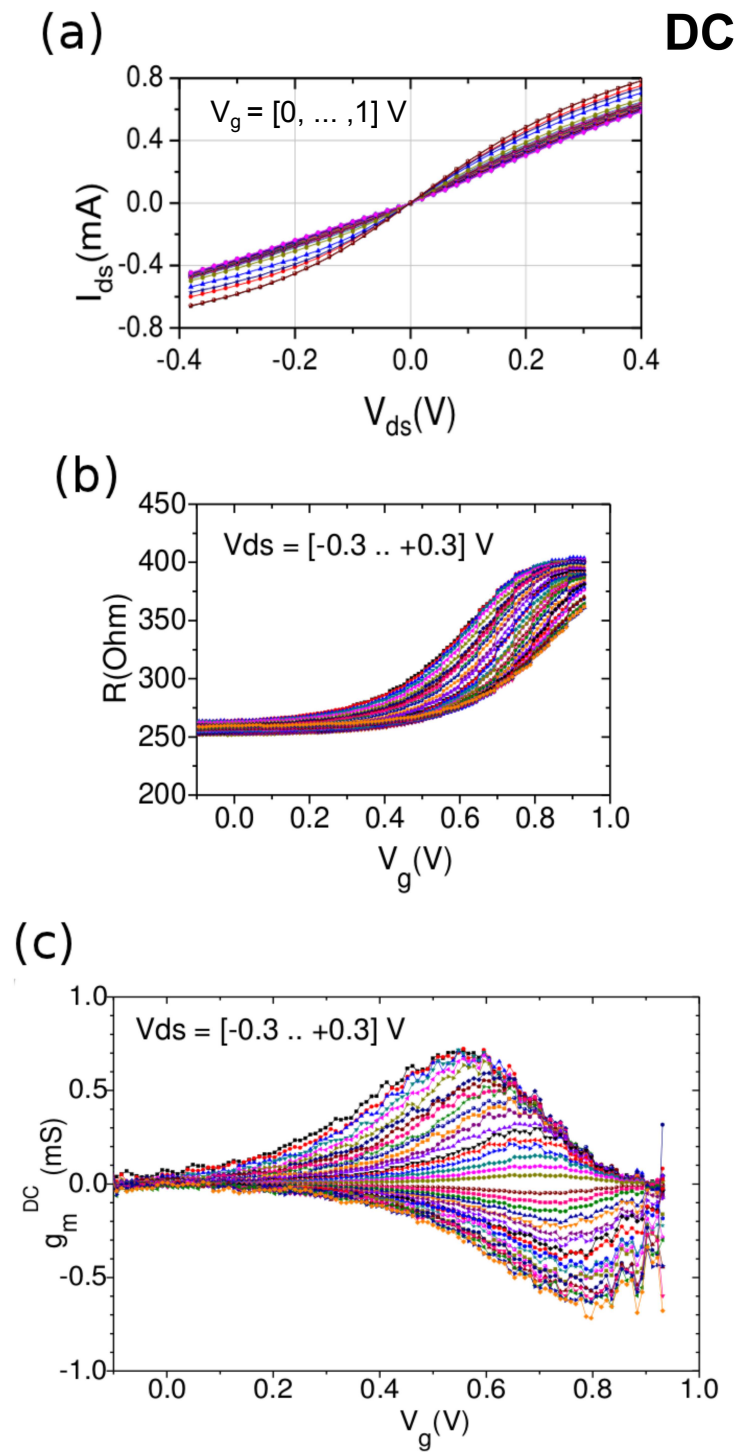 (a)
DC
V_g = [0, ... ,1] V
0.8
0.4
0.0
-0.4
-0.8
I_ds(mA)
-0.4 -0.2 0.0 0.2 0.4
V_ds(V)
(b)
Vds = [-0.3 .. +0.3] V
450
400
350
300
250
200
R(Ohm)
0.0 0.2 0.4 0.6 0.8 1.0
V_g(V)
(c)
Vds = [-0.3 .. +0.3] V
1.0
0.5
0.0
-0.5
-1.0
g_m^DC (mS)
0.0 0.2 0.4 0.6 0.8 1.0
V_g(V)